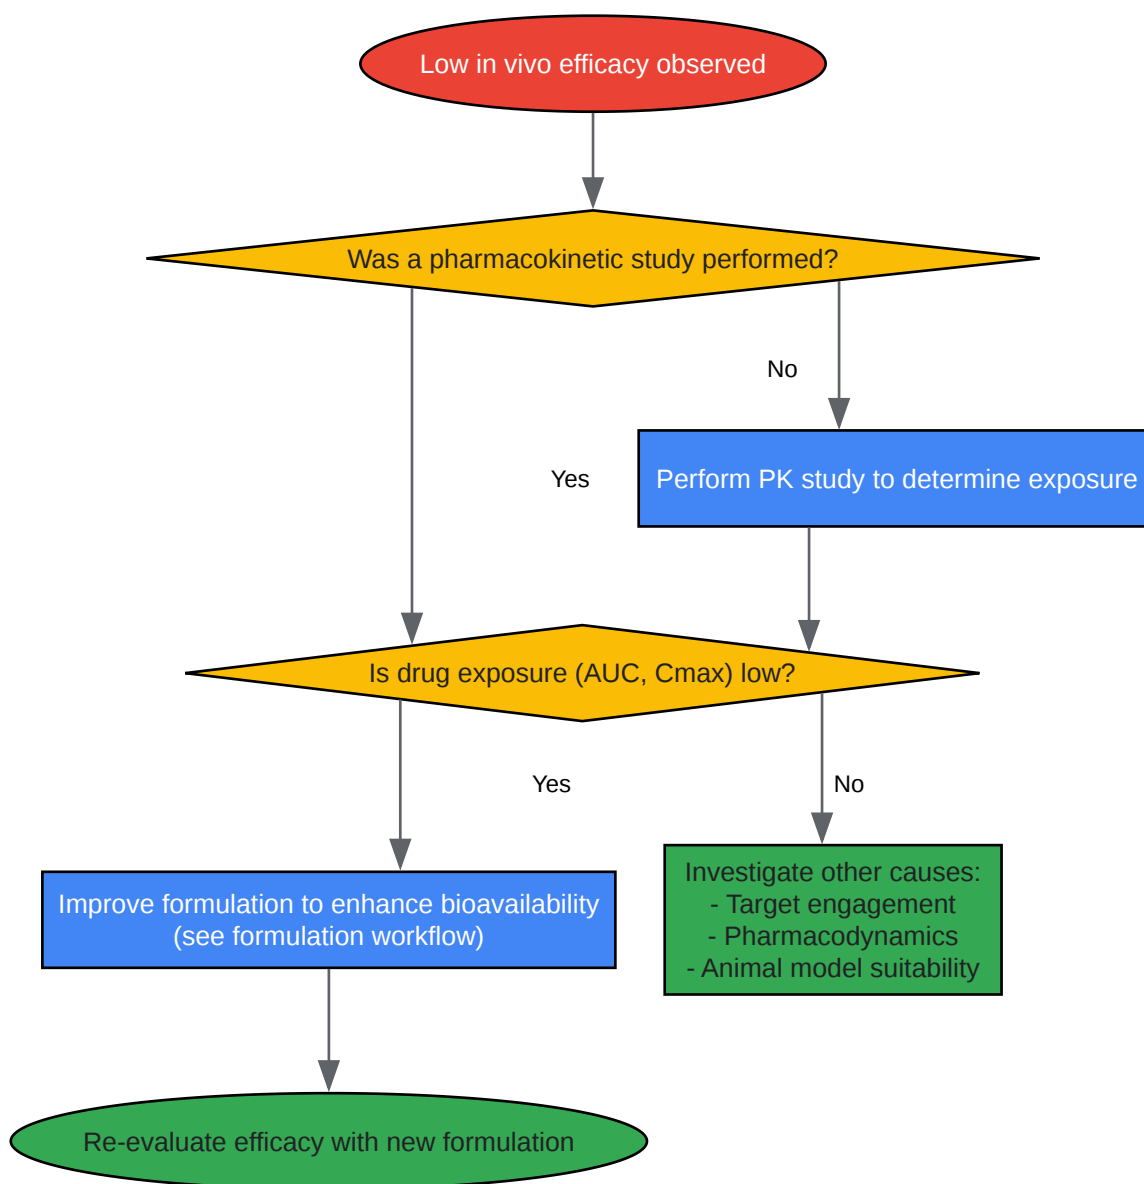 Low in vivo efficacy observed
Was a pharmacokinetic study performed?
No
Yes
Perform PK study to determine exposure
Is drug exposure (AUC, Cmax) low?
Yes
No
Improve formulation to enhance bioavailability
(see formulation workflow)
Investigate other causes:
- Target engagement
- Pharmacodynamics
- Animal model suitability
Re-evaluate efficacy with new formulation